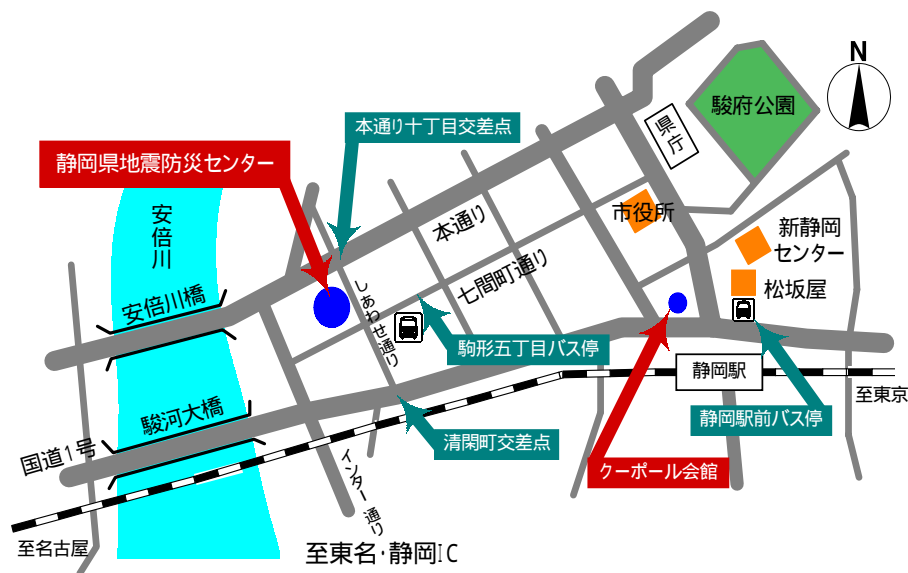 N
駿府公園
県庁
本通り十丁目交差点
静岡県地震防災センター
安倍川
市役所
本通り
新静岡
センター
七間町通り
しあわせ通り
松坂屋
安倍川橋
駒形五丁目バス停
静岡駅
至東京
駿河大橋
静岡駅前バス停
清閑町交差点
国道1号
クーポール会館
インター通り
至名古屋
至東名・静岡IC